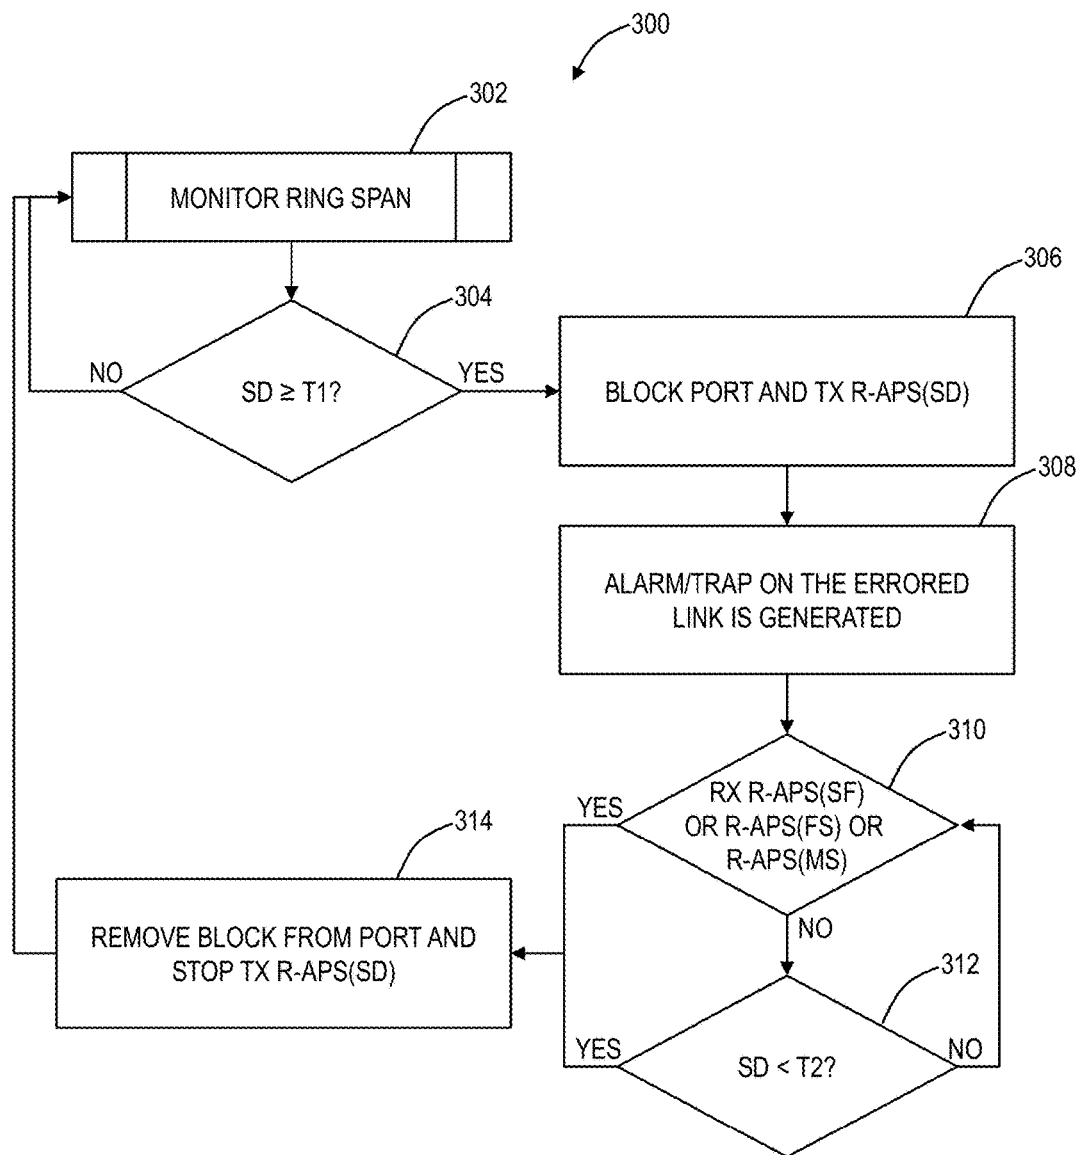 300
302
MONITOR RING SPAN
304
306
NO
SD ≥ T1?
YES
BLOCK PORT AND TX R-APS(SD)
308
ALARM/TRAP ON THE ERRORED
LINK IS GENERATED
310
YES
RX R-APS(SF)
OR R-APS(FS) OR
R-APS(MS)
314
NO
REMOVE BLOCK FROM PORT AND
STOP TX R-APS(SD)
312
YES
SD < T2?
NO